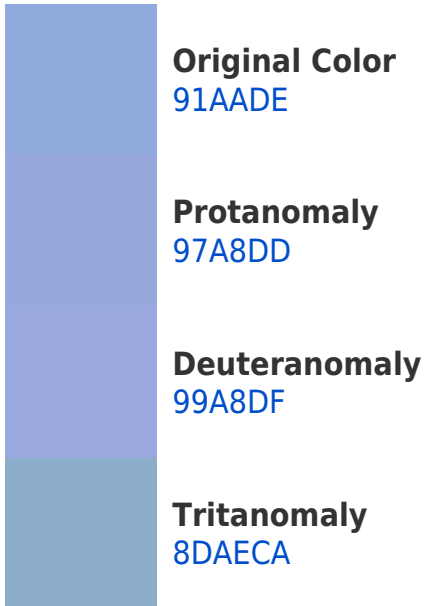 Original Color
91AADE
Protanomaly
97A8DD
Deuteranomaly
99A8DF
Tritanomaly
8DAECA